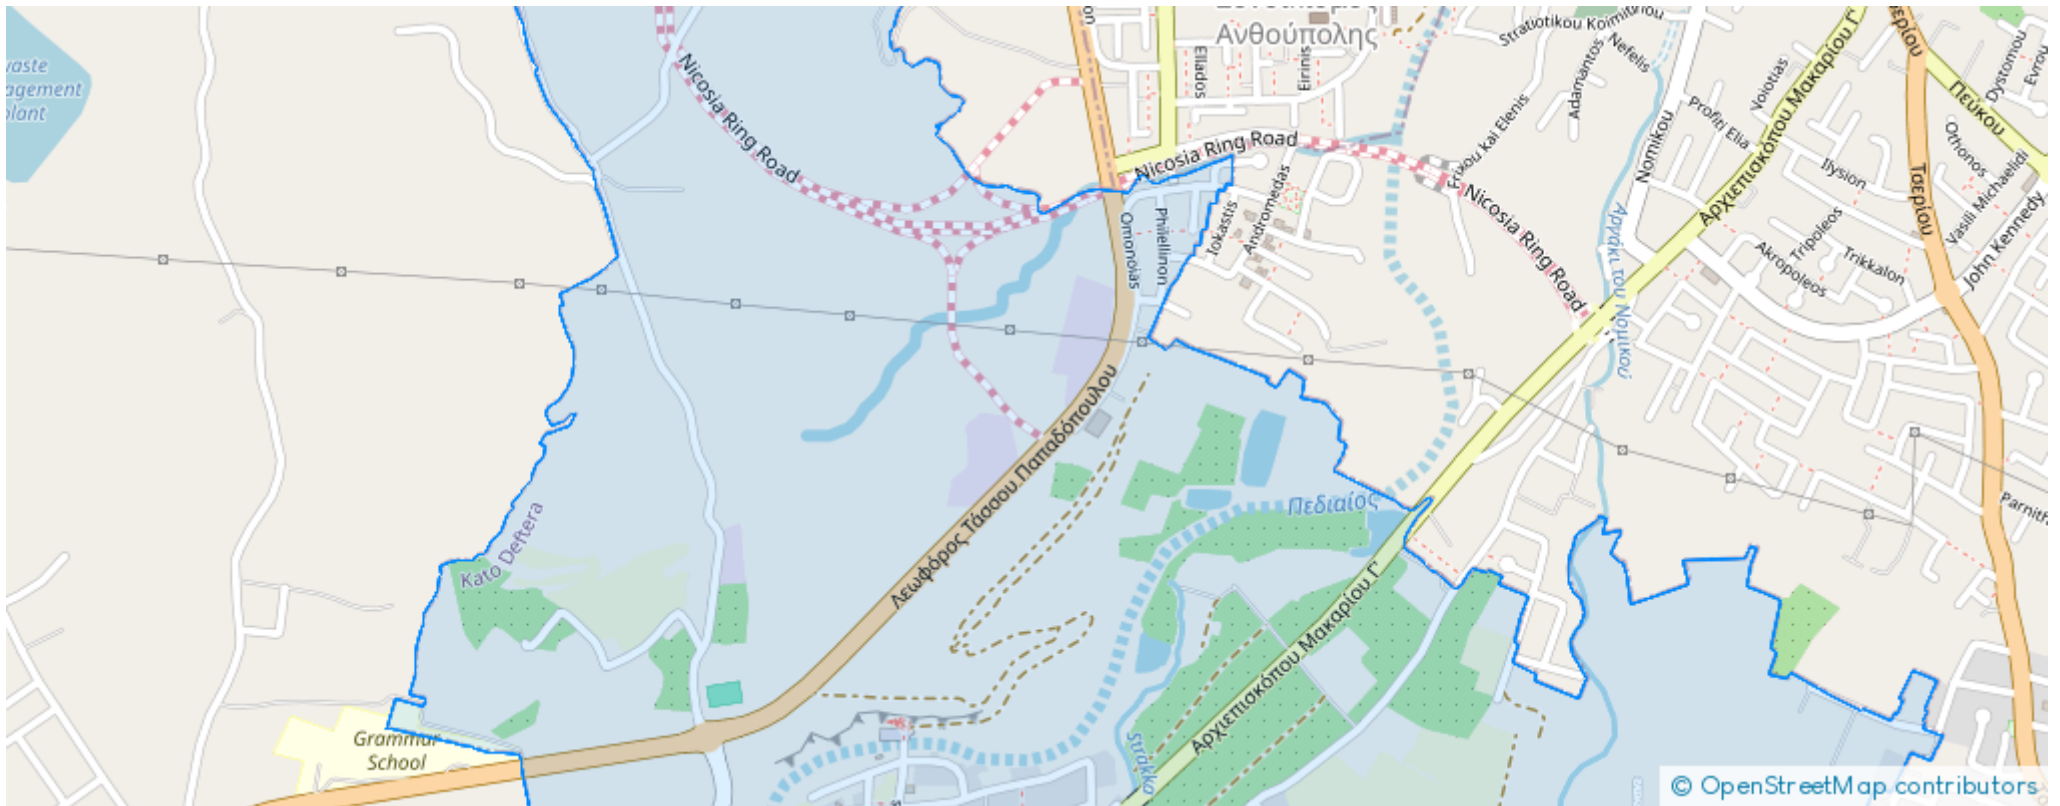 waste
agement
plant
Ανθούπολης
Stratiotikou Koimitiriou
Nefelis
Ellados
Eirinis
Adamantos
Voiotias
Profiti Elia
Ilysion
Αρχιεπισκόπου Μακαρίου Γ'
Τσερίου
Πεύκου
Dystomou
Evrou
Othonos
Vasili Michaelidi
John Kennedy
Nicosia Ring Road
Nicosia Ring Road
Nicosia Ring Road
Frixou kai Elenis
Nomikou
Αργάκι του Νομικού
Tripoleos
Trikkalon
Akropoleos
Omonoias
Philellinon
Iokastis
Andromedas
Λεωφόρος Τάσσου Παπαδόπουλου
Πεδιαίος
Kato Deftera
Grammar
School
Αρχιεπισκόπου Μακαρίου Γ'
Strakka
© OpenStreetMap contributors